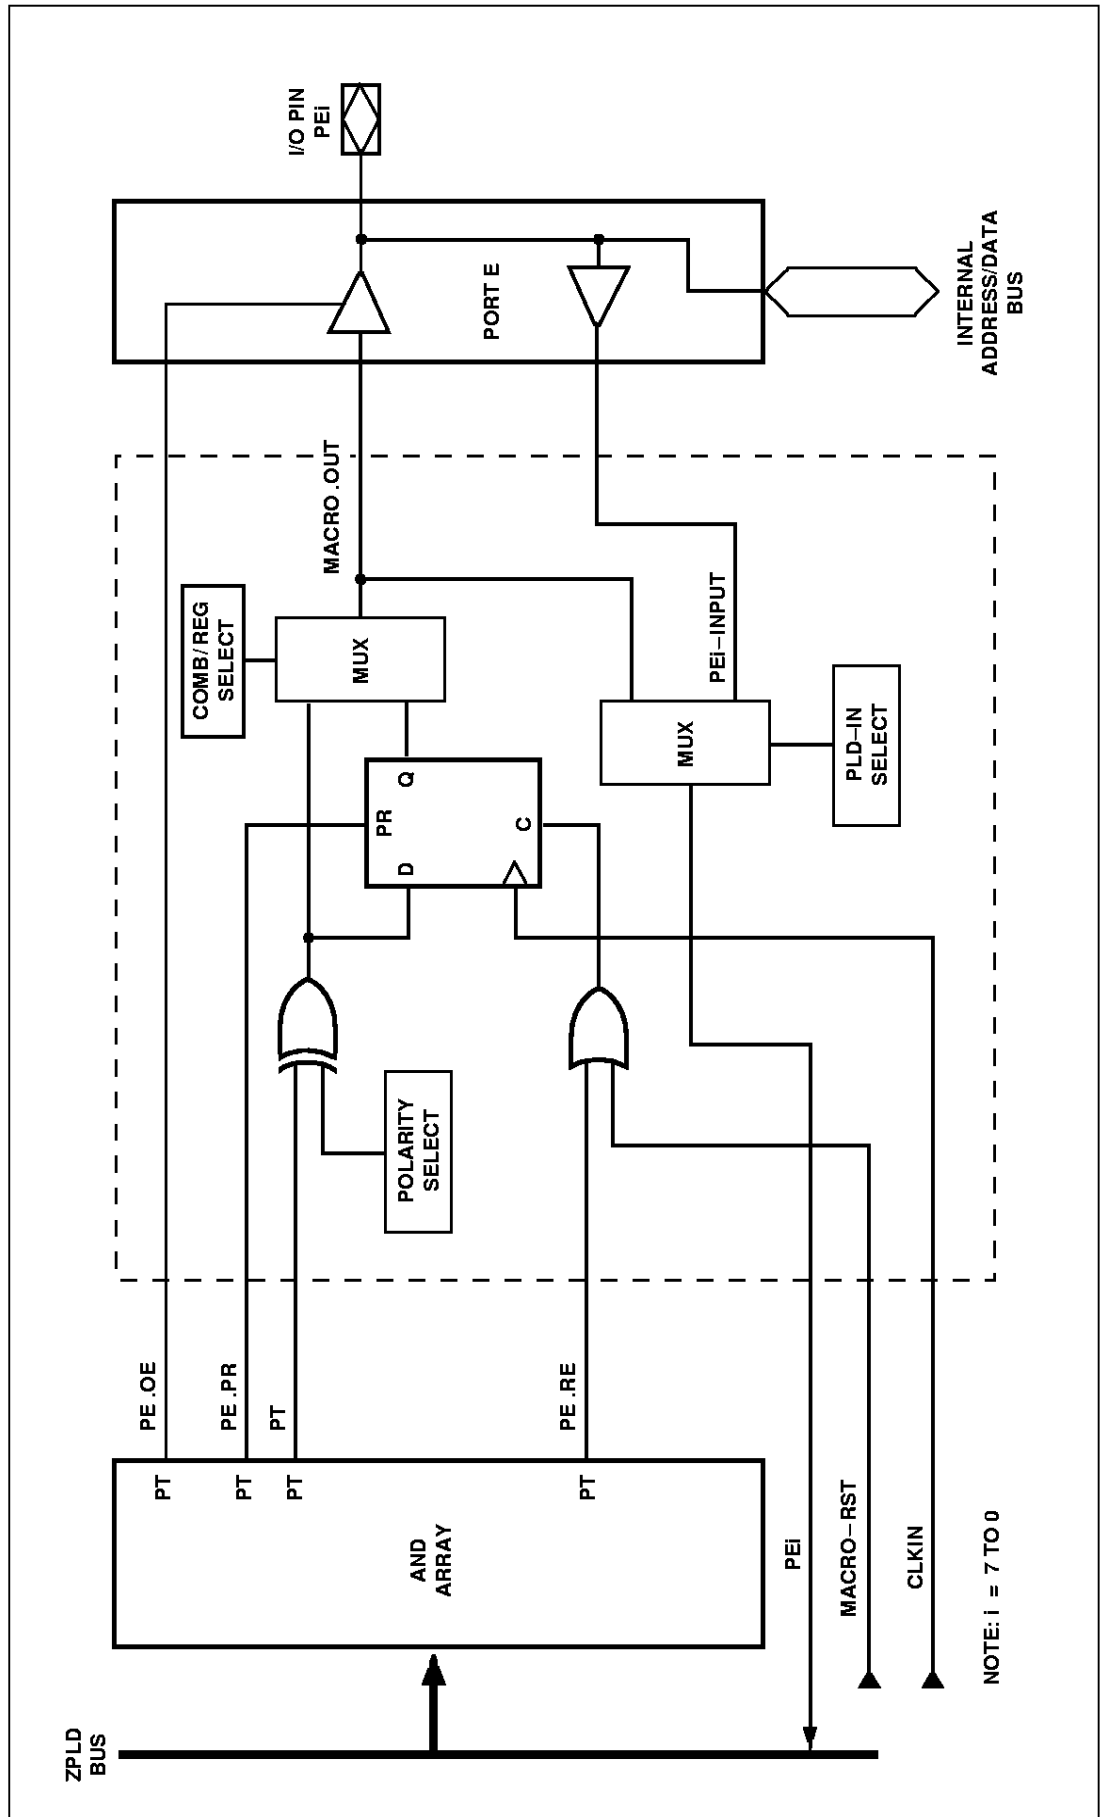 ZPLD
BUS
AND
ARRAY
PT
PT
PT
PT
PE.OE
PE.PR
PT
PE.RE
PEi
MACRO–RST
CLKIN
NOTE: i = 7 TO 0
POLARITY
SELECT
D
PR
Q
C
COMB/REG
SELECT
MUX
MACRO.OUT
MUX
PEi–INPUT
PLD–IN
SELECT
PORT E
I/O PIN
PEi
INTERNAL
ADDRESS/DATA
BUS